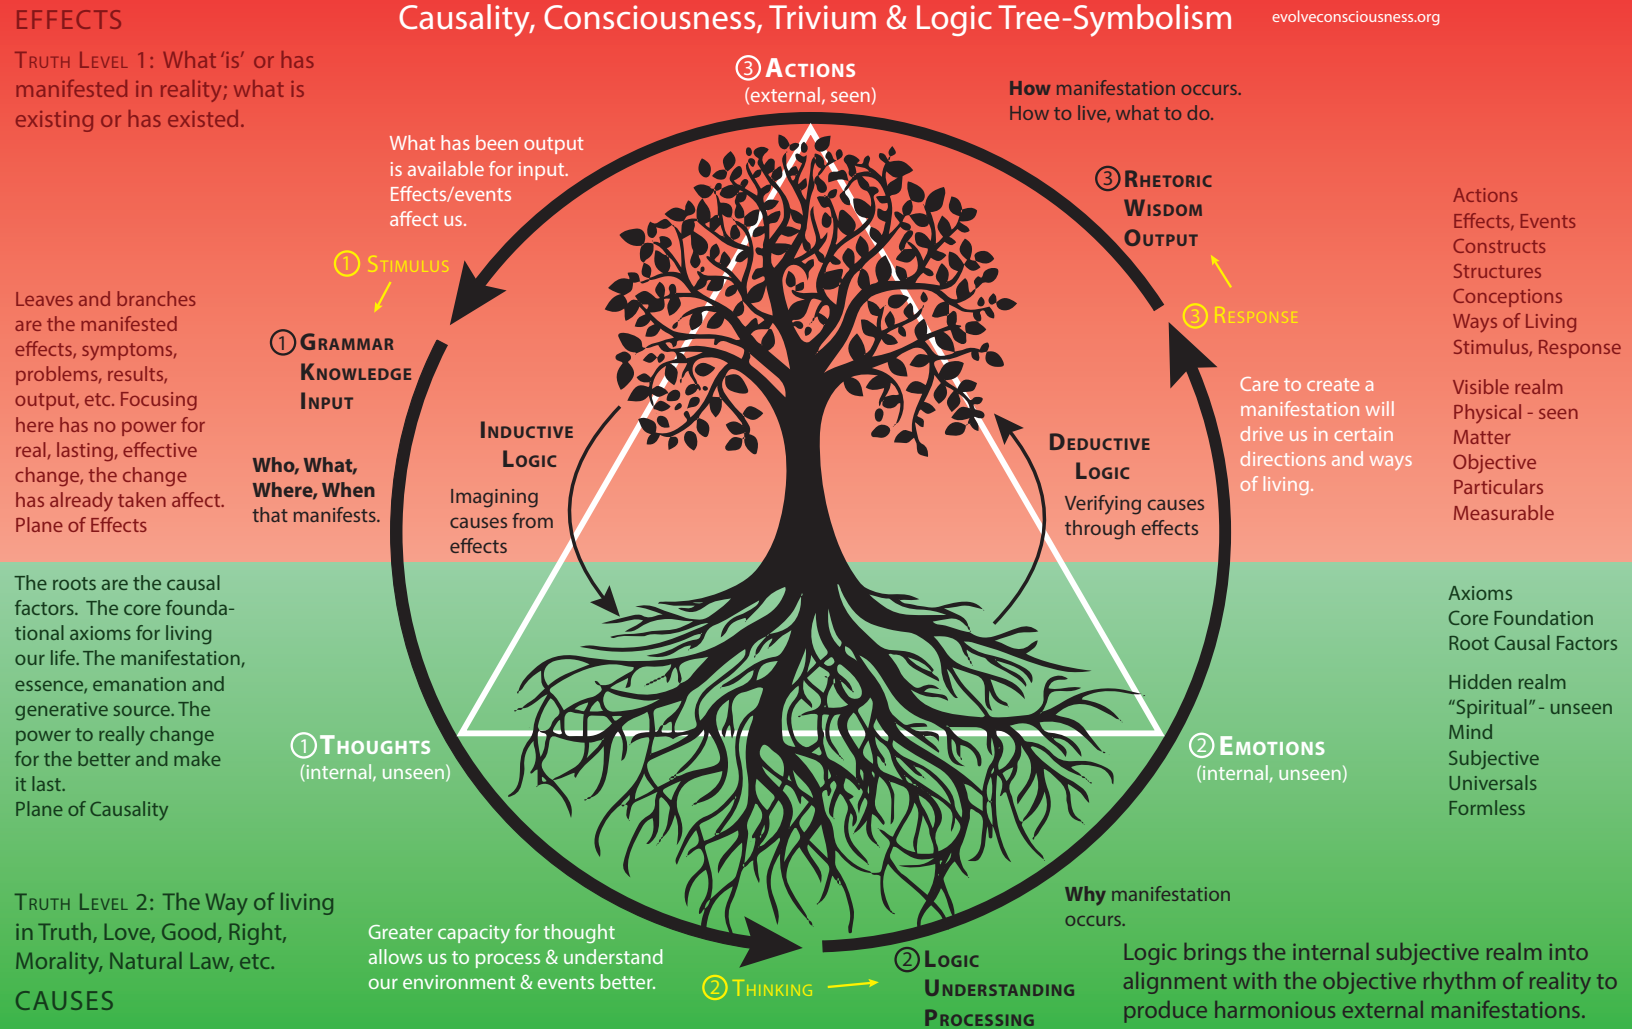 EFFECTS
Causality, Consciousness, Trivium & Logic Tree-Symbolism
evolveconsciousness.org
Truth Level 1: What 'is' or has
manifested in reality; what is
existing or has existed.
③ Actions
(external, seen)
How manifestation occurs.
How to live, what to do.
What has been output
is available for input.
Effects/events
affect us.
③ Rhetoric
Wisdom
Output
① Stimulus
③ Response
① Grammar
Knowledge
Input
Leaves and branches
are the manifested
effects, symptoms,
problems, results,
output, etc. Focusing
here has no power for
real, lasting, effective
change, the change
has already taken affect.
Plane of Effects
Who, What,
Where, When
that manifests.
Inductive
Logic
Imagining
causes from
effects
Deductive
Logic
Verifying causes
through effects
Care to create a
manifestation will
drive us in certain
directions and ways
of living.
Actions
Effects, Events
Constructs
Structures
Conceptions
Ways of Living
Stimulus, Response
Visible realm
Physical - seen
Matter
Objective
Particulars
Measurable
The roots are the causal
factors. The core founda-
tional axioms for living
our life. The manifestation,
essence, emanation and
generative source. The
power to really change
for the better and make
it last.
Plane of Causality
① Thoughts
(internal, unseen)
② Emotions
(internal, unseen)
Axioms
Core Foundation
Root Causal Factors
Hidden realm
"Spiritual" - unseen
Mind
Subjective
Universals
Formless
Truth Level 2: The Way of living
in Truth, Love, Good, Right,
Morality, Natural Law, etc.
CAUSES
Greater capacity for thought
allows us to process & understand
our environment & events better.
② Thinking
② Logic
Understanding
Processing
Why manifestation
occurs.
Logic brings the internal subjective realm into
alignment with the objective rhythm of reality to
produce harmonious external manifestations.